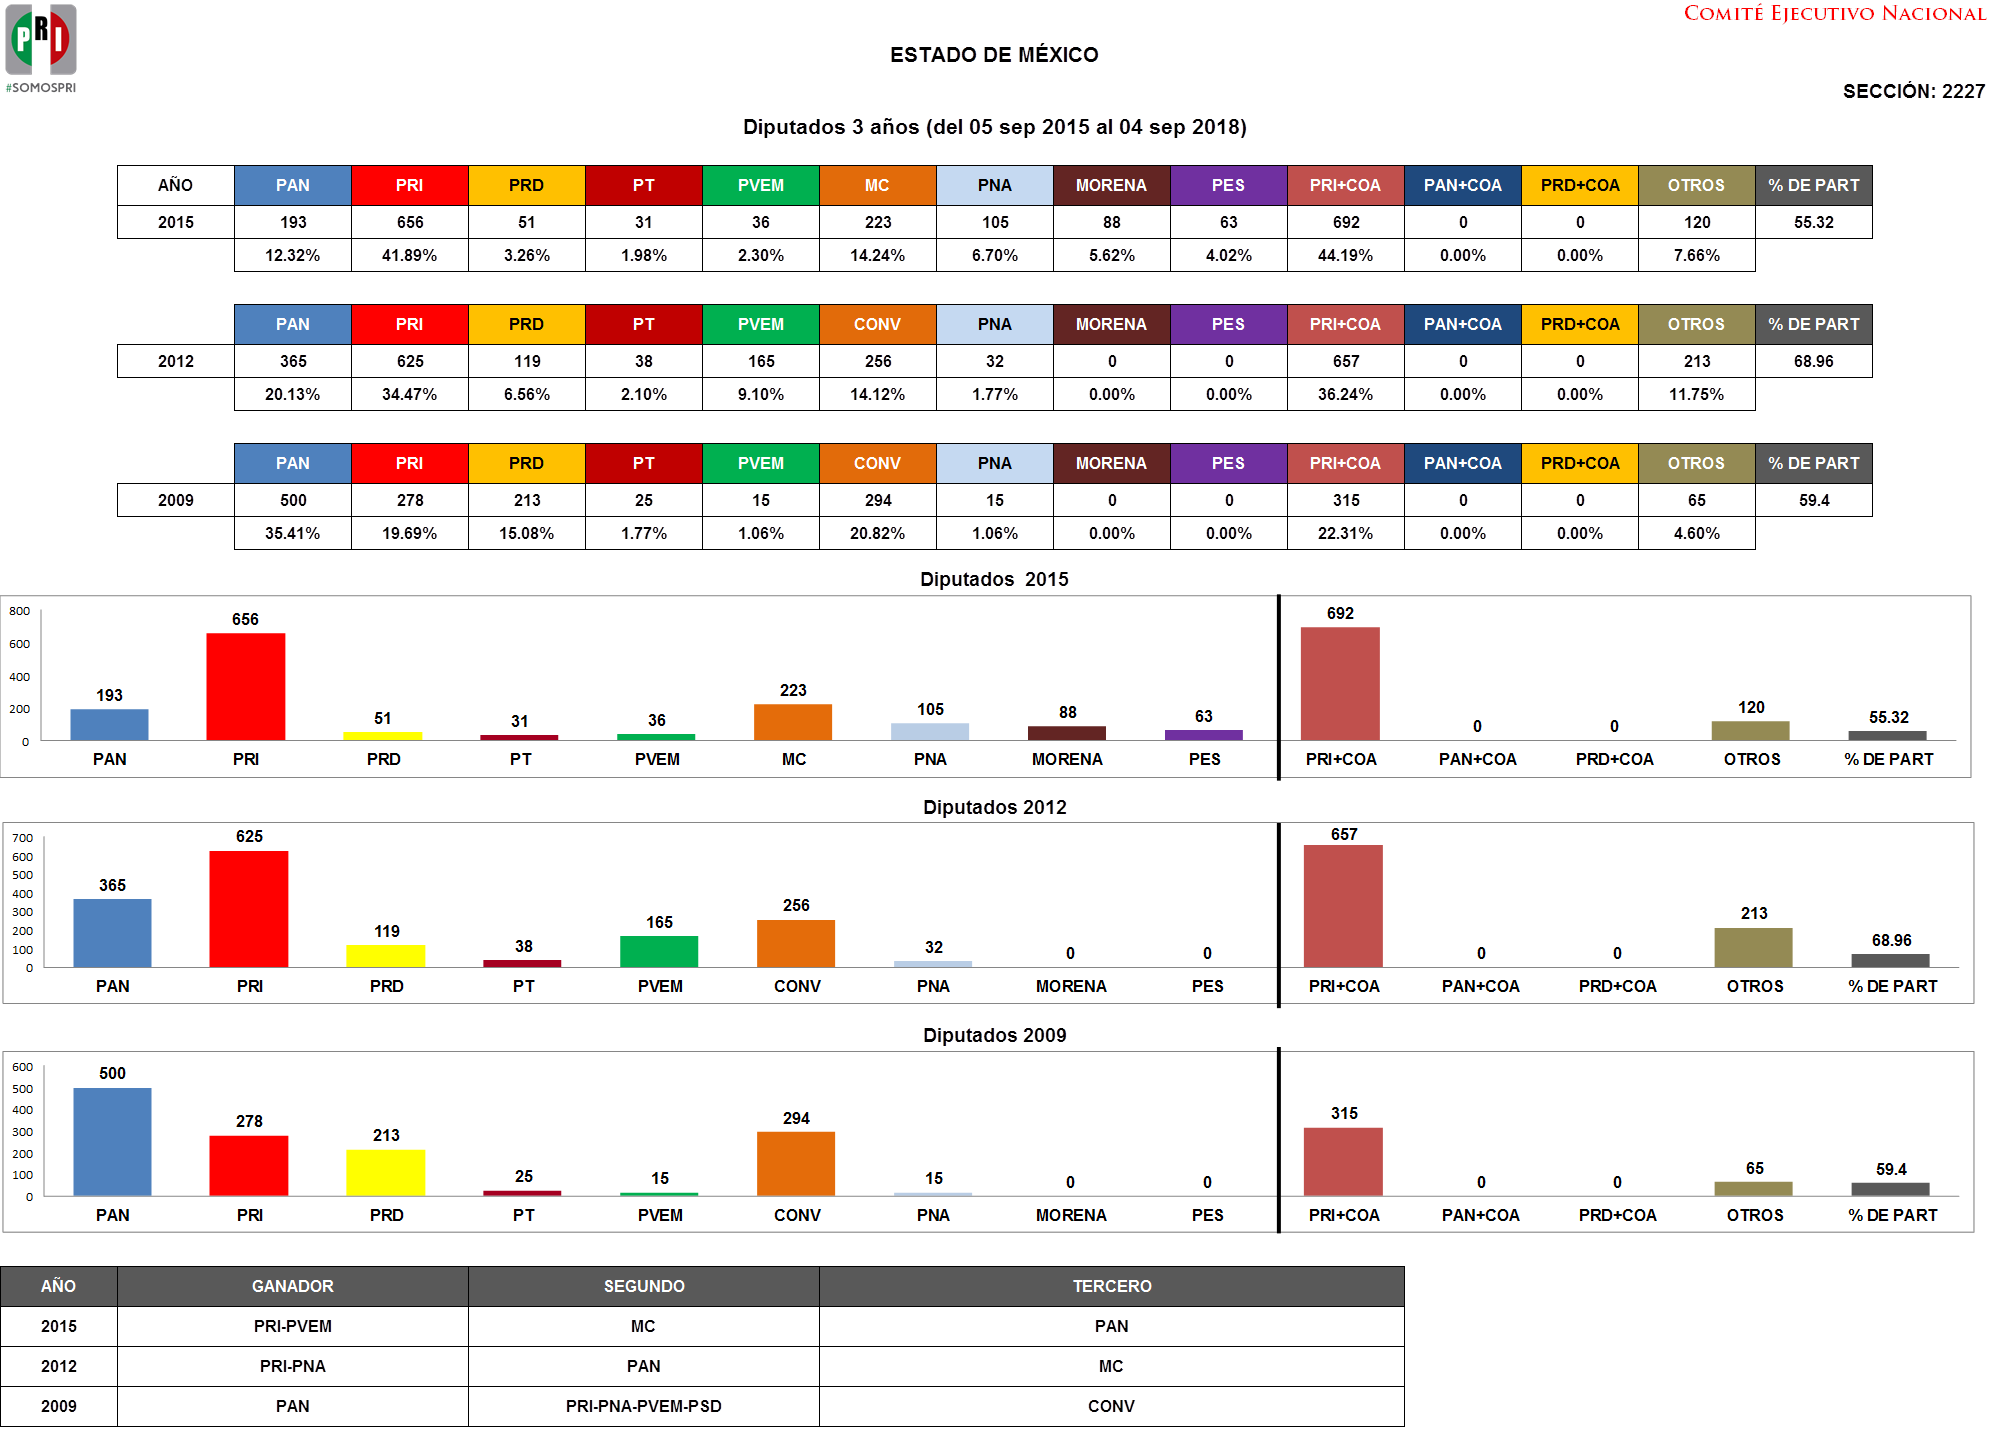 PRI
#SOMOSPRI
COMITÉ EJECUTIVO NACIONAL
ESTADO DE MÉXICO
SECCIÓN: 2227
Diputados 3 años (del 05 sep 2015 al 04 sep 2018)
AÑO PAN PRI PRD PT PVEM MC PNA MORENA PES PRI+COA PAN+COA PRD+COA OTROS % DE PART
2015 193 656 51 31 36 223 105 88 63 692 0 0 120 55.32
12.32% 41.89% 3.26% 1.98% 2.30% 14.24% 6.70% 5.62% 4.02% 44.19% 0.00% 0.00% 7.66%
PAN PRI PRD PT PVEM CONV PNA MORENA PES PRI+COA PAN+COA PRD+COA OTROS % DE PART
2012 365 625 119 38 165 256 32 0 0 657 0 0 213 68.96
20.13% 34.47% 6.56% 2.10% 9.10% 14.12% 1.77% 0.00% 0.00% 36.24% 0.00% 0.00% 11.75%
PAN PRI PRD PT PVEM CONV PNA MORENA PES PRI+COA PAN+COA PRD+COA OTROS % DE PART
2009 500 278 213 25 15 294 15 0 0 315 0 0 65 59.4
35.41% 19.69% 15.08% 1.77% 1.06% 20.82% 1.06% 0.00% 0.00% 22.31% 0.00% 0.00% 4.60%
Diputados 2015
800
600
400
200
0
193 656 51 31 36 223 105 88 63 692 0 0 120 55.32
PAN PRI PRD PT PVEM MC PNA MORENA PES PRI+COA PAN+COA PRD+COA OTROS % DE PART
Diputados 2012
700
600
500
400
300
200
100
0
365 625 119 38 165 256 32 0 0 657 0 0 213 68.96
PAN PRI PRD PT PVEM CONV PNA MORENA PES PRI+COA PAN+COA PRD+COA OTROS % DE PART
Diputados 2009
600
500
400
300
200
100
0
500 278 213 25 15 294 15 0 0 315 0 0 65 59.4
PAN PRI PRD PT PVEM CONV PNA MORENA PES PRI+COA PAN+COA PRD+COA OTROS % DE PART
AÑO GANADOR SEGUNDO TERCERO
2015 PRI-PVEM MC PAN
2012 PRI-PNA PAN MC
2009 PAN PRI-PNA-PVEM-PSD CONV